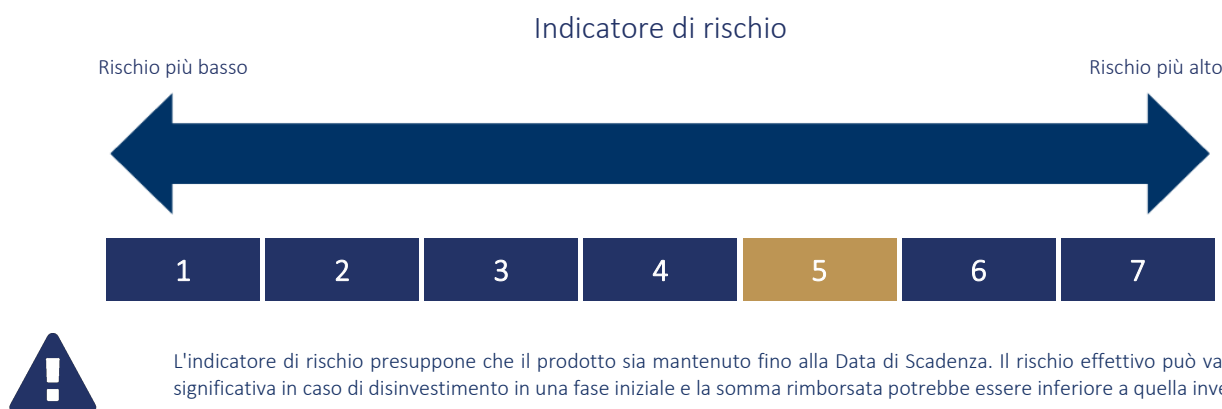 Indicatore di rischio
Rischio più basso
Rischio più alto
1 2 3 4 5 6 7
L'indicatore di rischio presuppone che il prodotto sia mantenuto fino alla Data di Scadenza. Il rischio effettivo può
significativa in caso di disinvestimento in una fase iniziale e la somma rimborsata potrebbe essere inferiore a quella